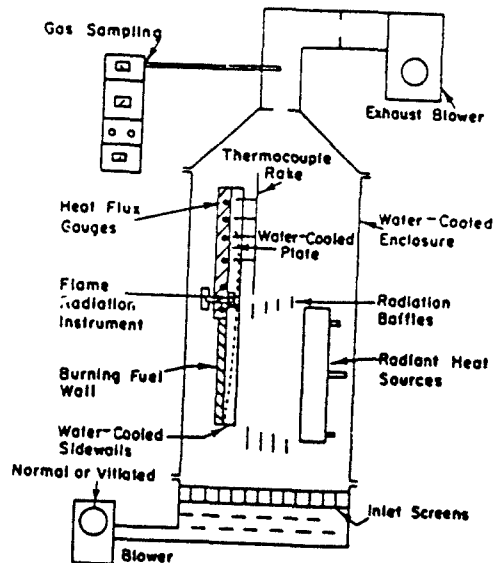 Gas Sampling
Exhaust Blower
Thermocouple
Rake
Heat Flux
Gauges
Water-Cooled
Plate
Water-Cooled
Enclosure
Flame
Radiation
Instrument
Radiation
Baffles
Burning Fuel
Wall
Radiant Heat
Sources
Water-Cooled
Sidewalls
Normal or Vitiated
Inlet Screens
Blower